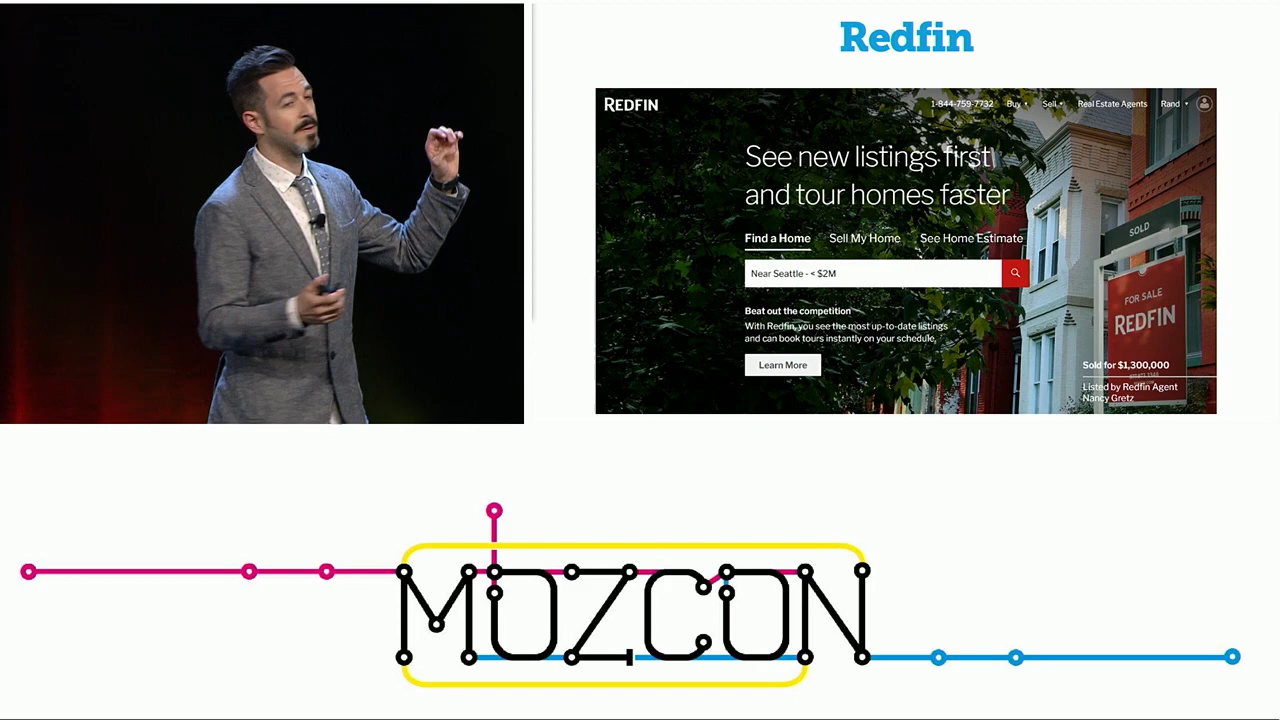 Redfin
REDFIN
1-844-759-7732 Buy Sell Real Estate Agents Rand
See new listings first,
and tour homes faster
Find a Home Sell My Home See Home Estimate
Near Seattle - < $2M
Beat out the competition
With Redfin, you see the most up-to-date listings
and can book tours instantly on your schedule.
Learn More
SOLD
FOR SALE
REDFIN
Sold for $1,300,000
Listed by Redfin Agent
Nancy Gretz
MOZCON